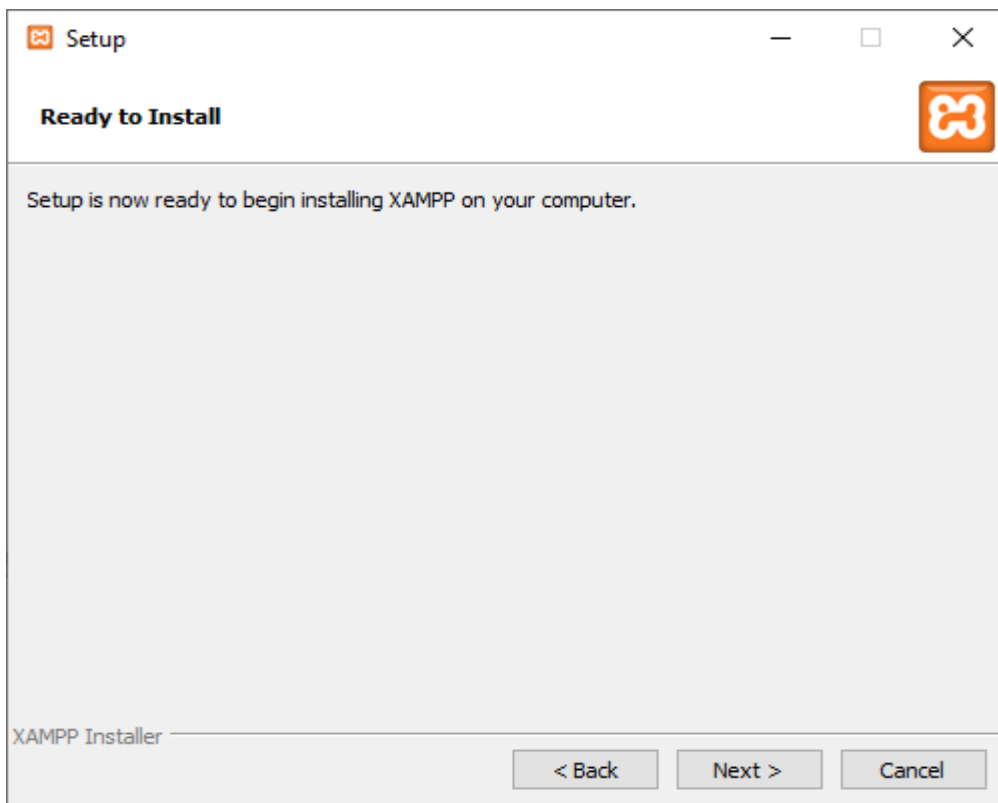 Setup
Ready to Install
Setup is now ready to begin installing XAMPP on your computer.
XAMPP Installer
< Back
Next >
Cancel